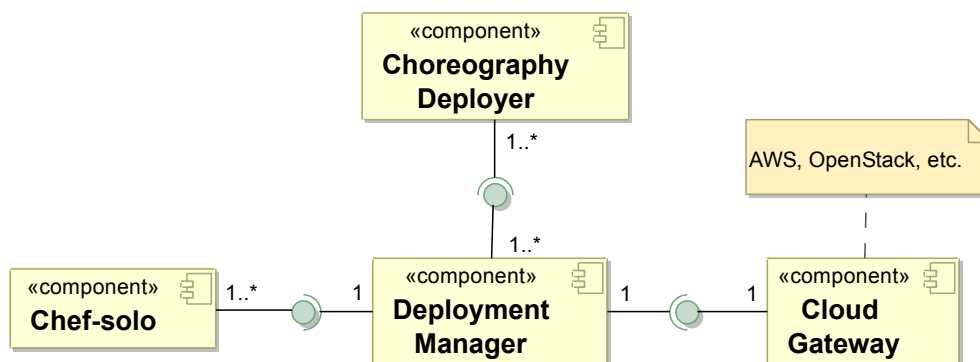 «component»
Choreography
Deployer
1..*
AWS, OpenStack, etc.
1..*
«component»
Chef-solo
1..*
1
«component»
Deployment
Manager
1
1
«component»
Cloud
Gateway